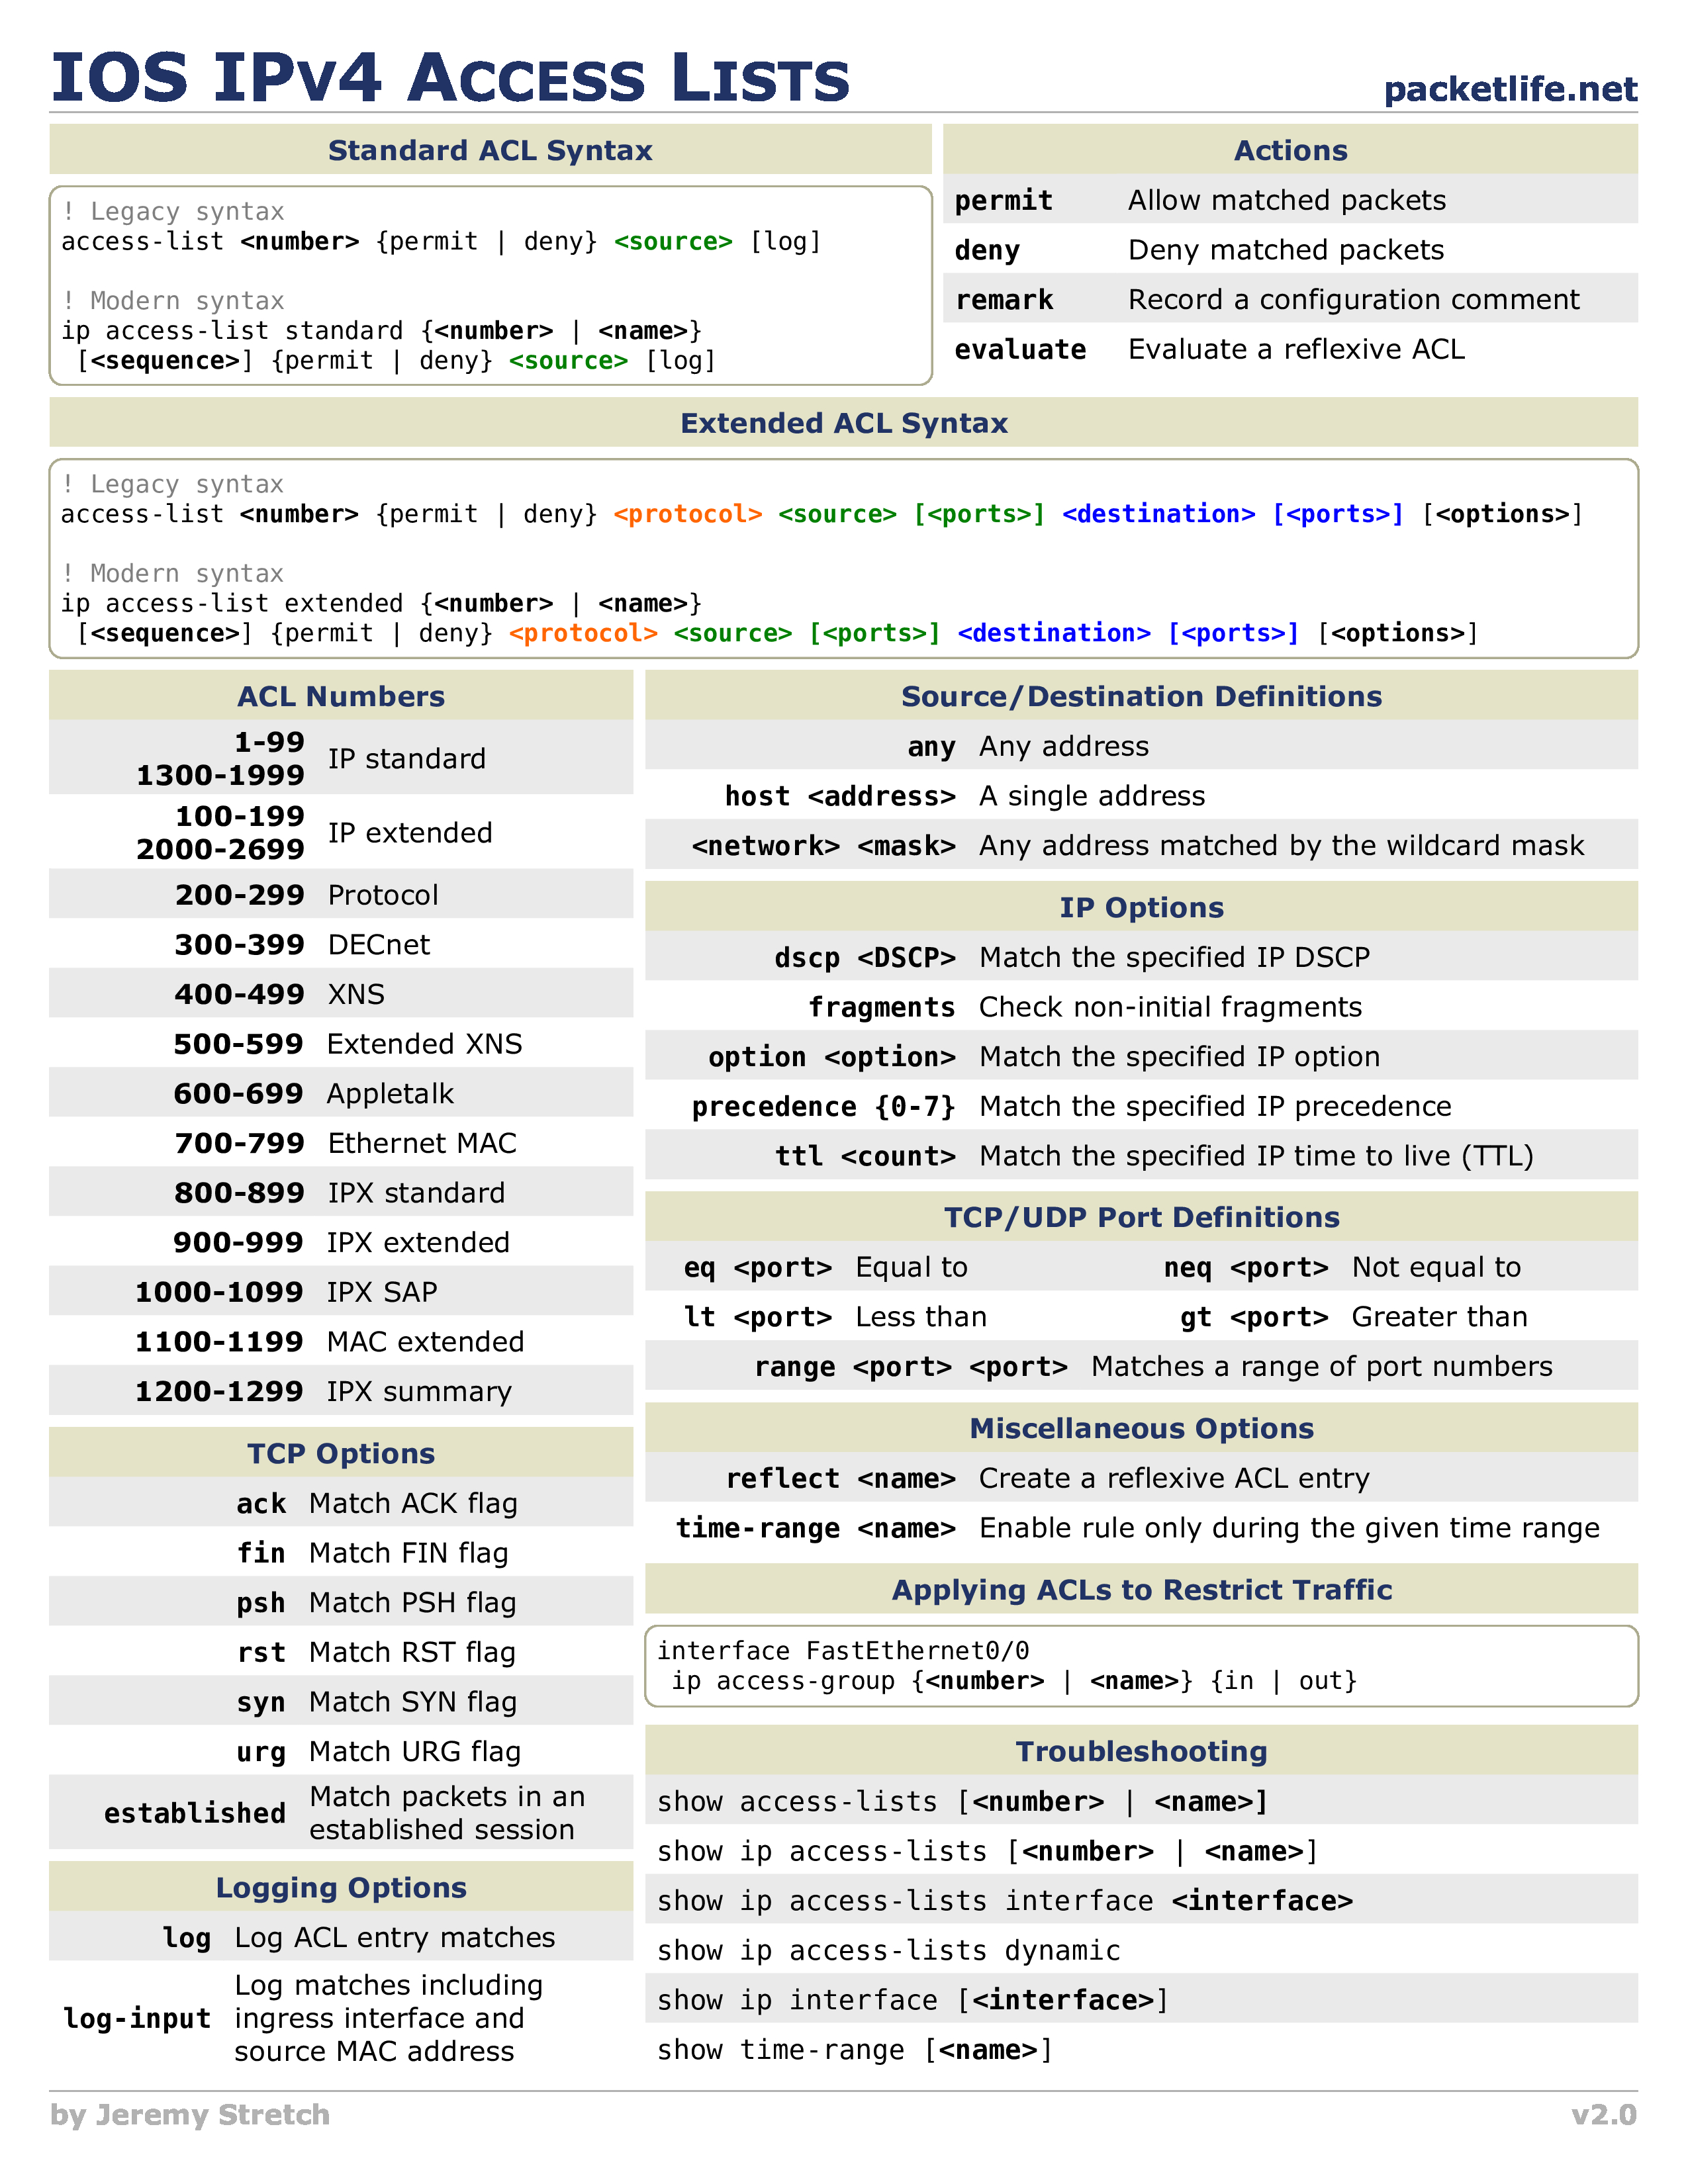 IOS IPv4 Access Lists
packetlife.net
Standard ACL Syntax
! Legacy syntax
access-list <number> {permit | deny} <source> [log]
! Modern syntax
ip access-list standard {<number> | <name>}
[<sequence>] {permit | deny} <source> [log]
Actions
permit Allow matched packets
deny Deny matched packets
remark Record a configuration comment
evaluate Evaluate a reflexive ACL
Extended ACL Syntax
! Legacy syntax
access-list <number> {permit | deny} <protocol> <source> [<ports>] <destination> [<ports>] [<options>]
! Modern syntax
ip access-list extended {<number> | <name>}
[<sequence>] {permit | deny} <protocol> <source> [<ports>] <destination> [<ports>] [<options>]
ACL Numbers
1-99
1300-1999 IP standard
100-199
2000-2699 IP extended
200-299 Protocol
300-399 DECnet
400-499 XNS
500-599 Extended XNS
600-699 Appletalk
700-799 Ethernet MAC
800-899 IPX standard
900-999 IPX extended
1000-1099 IPX SAP
1100-1199 MAC extended
1200-1299 IPX summary
TCP Options
ack Match ACK flag
fin Match FIN flag
psh Match PSH flag
rst Match RST flag
syn Match SYN flag
urg Match URG flag
established Match packets in an
established session
Logging Options
log Log ACL entry matches
log-input Log matches including
ingress interface and
source MAC address
Source/Destination Definitions
any Any address
host <address> A single address
<network> <mask> Any address matched by the wildcard mask
IP Options
dscp <DSCP> Match the specified IP DSCP
fragments Check non-initial fragments
option <option> Match the specified IP option
precedence {0-7} Match the specified IP precedence
ttl <count> Match the specified IP time to live (TTL)
TCP/UDP Port Definitions
eq <port> Equal to neq <port> Not equal to
lt <port> Less than gt <port> Greater than
range <port> <port> Matches a range of port numbers
Miscellaneous Options
reflect <name> Create a reflexive ACL entry
time-range <name> Enable rule only during the given time range
Applying ACLs to Restrict Traffic
interface FastEthernet0/0
ip access-group {<number> | <name>} {in | out}
Troubleshooting
show access-lists [<number> | <name>]
show ip access-lists [<number> | <name>]
show ip access-lists interface <interface>
show ip access-lists dynamic
show ip interface [<interface>]
show time-range [<name>]
by Jeremy Stretch
v2.0